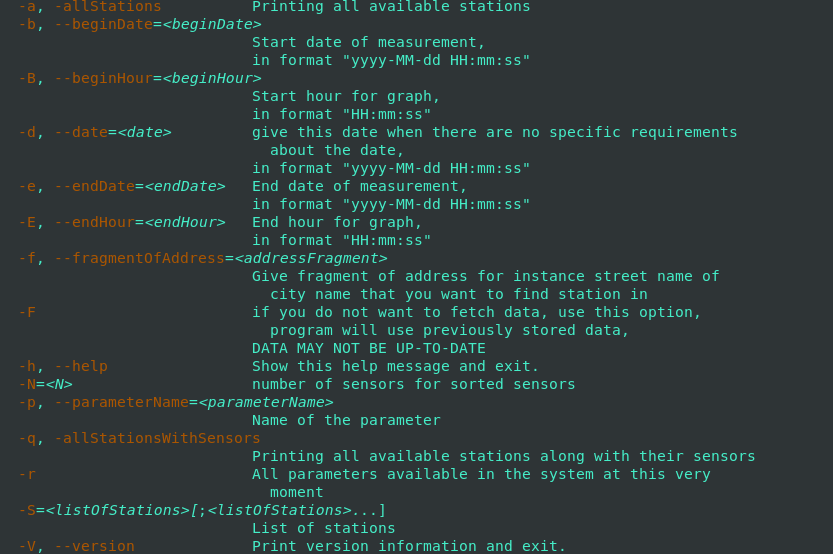 -a, -allStations          Printing all available stations
-b, --beginDate=<beginDate>
                          Start date of measurement,
                          in format "yyyy-MM-dd HH:mm:ss"
-B, --beginHour=<beginHour>
                          Start hour for graph,
                          in format "HH:mm:ss"
-d, --date=<date>         give this date when there are no specific requirements
                            about the date,
                          in format "yyyy-MM-dd HH:mm:ss"
-e, --endDate=<endDate>   End date of measurement,
                          in format "yyyy-MM-dd HH:mm:ss"
-E, --endHour=<endHour>   End hour for graph,
                          in format "HH:mm:ss"
-f, --fragmentOfAddress=<addressFragment>
                          Give fragment of address for instance street name of
                            city name that you want to find station in
-F                        if you do not want to fetch data, use this option,
                            program will use previously stored data,
                          DATA MAY NOT BE UP-TO-DATE
-h, --help                Show this help message and exit.
-N=<N>                    number of sensors for sorted sensors
-p, --parameterName=<parameterName>
                          Name of the parameter
-q, -allStationsWithSensors
                          Printing all available stations along with their sensors
-r                        All parameters available in the system at this very
                            moment
-S=<listOfStations>[;<listOfStations>...]
                          List of stations
-V, --version             Print version information and exit.